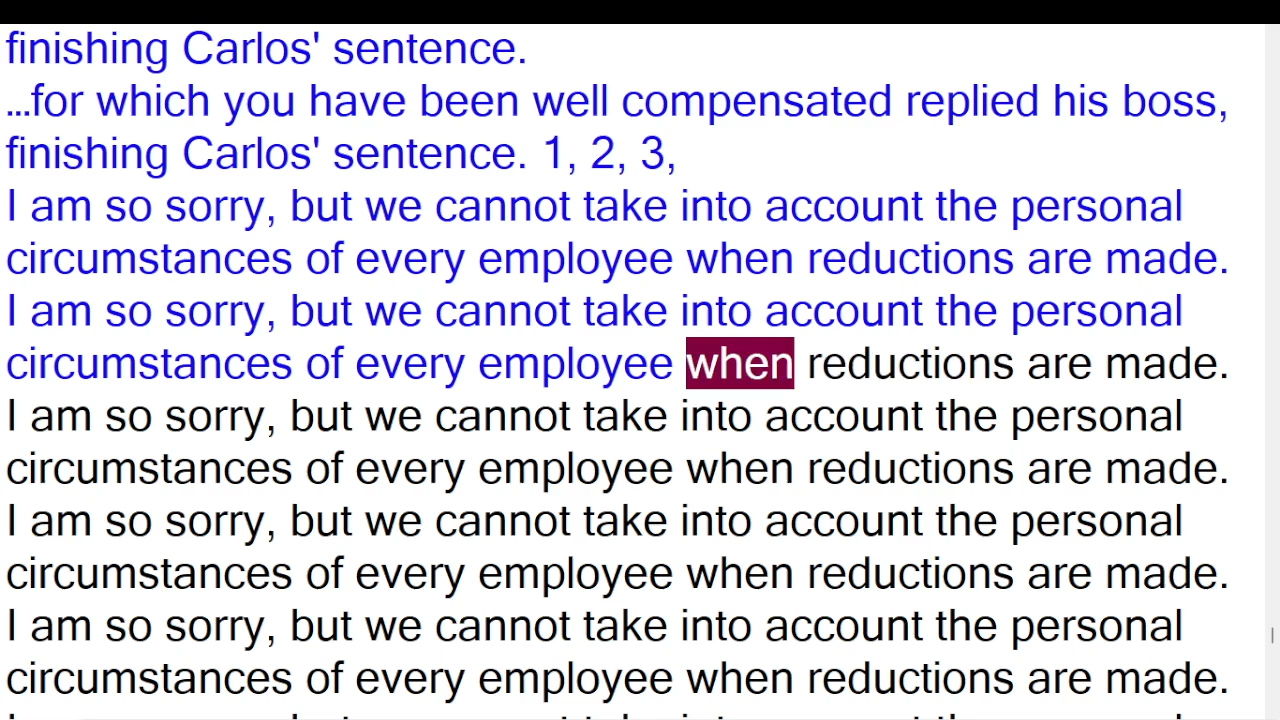 finishing Carlos' sentence.
...for which you have been well compensated replied his boss,
finishing Carlos' sentence. 1, 2, 3,
I am so sorry, but we cannot take into account the personal
circumstances of every employee when reductions are made.
I am so sorry, but we cannot take into account the personal
circumstances of every employee when reductions are made.
I am so sorry, but we cannot take into account the personal
circumstances of every employee when reductions are made.
I am so sorry, but we cannot take into account the personal
circumstances of every employee when reductions are made.
I am so sorry, but we cannot take into account the personal
circumstances of every employee when reductions are made.